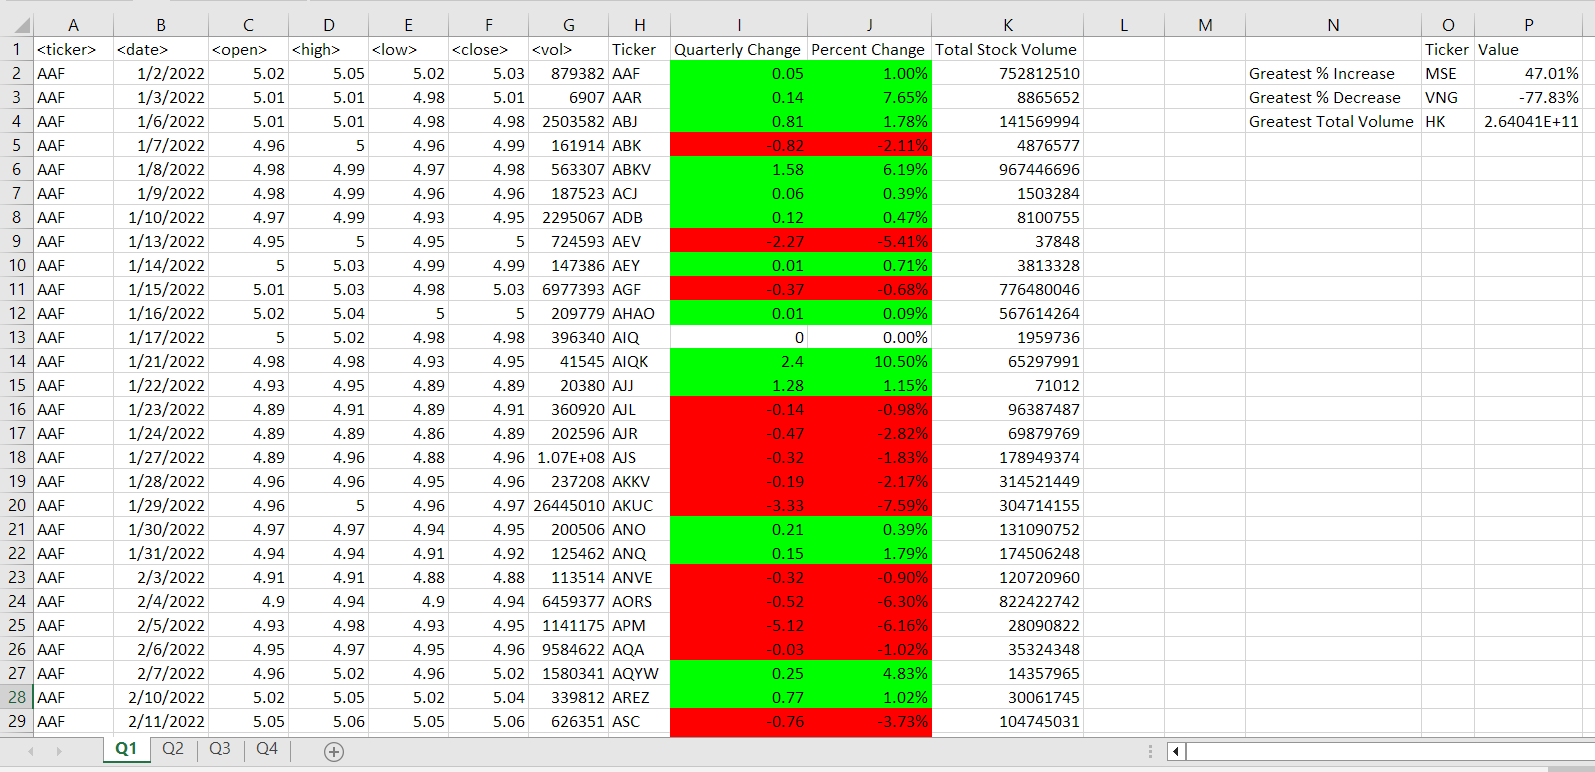 A B C D E F G H I J K L M N O P
1 <ticker> <date> <open> <high> <low> <close> <vol> Ticker Quarterly Change Percent Change Total Stock Volume Ticker Value
2 AAF 1/2/2022 5.02 5.05 5.02 5.03 879382 AAF 0.05 1.00% 752812510 Greatest % Increase MSE 47.01%
3 AAF 1/3/2022 5.01 5.01 4.98 5.01 6907 AAR 0.14 7.65% 8865652 Greatest % Decrease VNG -77.83%
4 AAF 1/6/2022 5.01 5.01 4.98 4.98 2503582 ABJ 0.81 1.78% 141569994 Greatest Total Volume HK 2.64041E+11
5 AAF 1/7/2022 4.96 5 4.96 4.99 161914 ABK -0.82 -2.11% 4876577
6 AAF 1/8/2022 4.98 4.99 4.97 4.98 563307 ABKV 1.58 6.19% 967446696
7 AAF 1/9/2022 4.98 4.99 4.96 4.96 187523 ACJ 0.06 0.39% 1503284
8 AAF 1/10/2022 4.97 4.99 4.93 4.95 2295067 ADB 0.12 0.47% 8100755
9 AAF 1/13/2022 4.95 5 4.95 5 724593 AEV -2.27 -5.41% 37848
10 AAF 1/14/2022 5 5.03 4.99 4.99 147386 AEY 0.01 0.71% 3813328
11 AAF 1/15/2022 5.01 5.03 4.98 5.03 6977393 AGF -0.37 -0.68% 776480046
12 AAF 1/16/2022 5.02 5.04 5 5 209779 AHAO 0.01 0.09% 567614264
13 AAF 1/17/2022 5 5.02 4.98 4.98 396340 AIQ 0 0.00% 1959736
14 AAF 1/21/2022 4.98 4.98 4.93 4.95 41545 AIQK 2.4 10.50% 65297991
15 AAF 1/22/2022 4.93 4.95 4.89 4.89 20380 AJJ 1.28 1.15% 71012
16 AAF 1/23/2022 4.89 4.91 4.89 4.91 360920 AJL -0.14 -0.98% 96387487
17 AAF 1/24/2022 4.89 4.89 4.86 4.89 202596 AJR -0.47 -2.82% 69879769
18 AAF 1/27/2022 4.89 4.96 4.88 4.96 1.07E+08 AJS -0.32 -1.83% 178949374
19 AAF 1/28/2022 4.96 4.96 4.95 4.96 237208 AKKV -0.19 -2.17% 314521449
20 AAF 1/29/2022 4.96 5 4.96 4.97 26445010 AKUC -3.33 -7.59% 304714155
21 AAF 1/30/2022 4.97 4.97 4.94 4.95 200506 ANO 0.21 0.39% 131090752
22 AAF 1/31/2022 4.94 4.94 4.91 4.92 125462 ANQ 0.15 1.79% 174506248
23 AAF 2/3/2022 4.91 4.91 4.88 4.88 113514 ANVE -0.32 -0.90% 120720960
24 AAF 2/4/2022 4.9 4.94 4.9 4.94 6459377 AORS -0.52 -6.30% 822422742
25 AAF 2/5/2022 4.93 4.98 4.93 4.95 1141175 APM -5.12 -6.16% 28090822
26 AAF 2/6/2022 4.95 4.97 4.95 4.96 9584622 AQA -0.03 -1.02% 35324348
27 AAF 2/7/2022 4.96 5.02 4.96 5.02 1580341 AQYW 0.25 4.83% 14357965
28 AAF 2/10/2022 5.02 5.05 5.02 5.04 339812 AREZ 0.77 1.02% 30061745
29 AAF 2/11/2022 5.05 5.06 5.05 5.06 626351 ASC -0.76 -3.73% 104745031
Q1 Q2 Q3 Q4